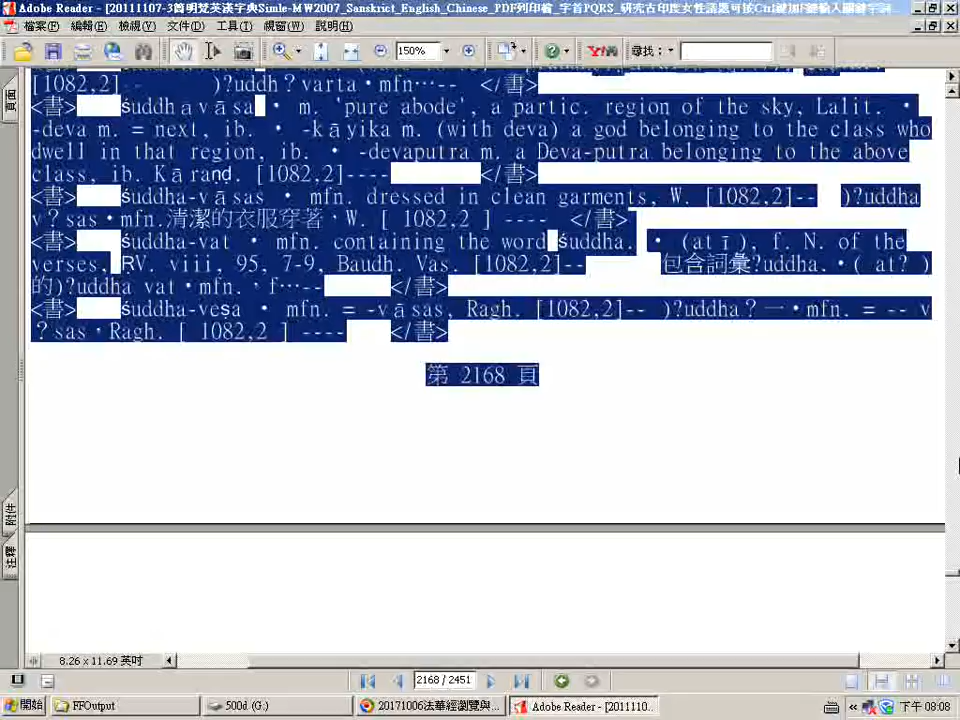 Adobe Reader - [20111107-3簡明梵英漢字典Simle-MW2007_Sanskrict_English_Chinese_PDF列印檔_字首PQRS_研究古印度女性議題可按Ctrl鍵加F鍵輸入關鍵字詞
檔案(F) 編輯(E) 檢視(V) 文件(D) 工具(T) 視窗(W) 說明(H)
150% 尋找：
頁面
[1082,2]-- )?uddh？varta‧mfn…-- </書>
<書> śuddhāvāsa ‧ m. 'pure abode', a partic. region of the sky, Lalit. ‧
-deva m. = next, ib. ‧ -kāyika m. (with deva) a god belonging to the class who
dwell in that region, ib. ‧ -devaputra m. a Deva-putra belonging to the above
class, ib. Kāraṇḍ. [1082,2]---- </書>
<書> śuddha-vāsas ‧ mfn. dressed in clean garments, W. [1082,2]-- )?uddha
v？sas‧mfn.清潔的衣服穿著，W. [ 1082,2 ] ---- </書>
<書> śuddha-vat ‧ mfn. containing the word śuddha. ‧ (atī), f. N. of the
verses, ṚV. viii, 95, 7-9, Baudh. Vas. [1082,2]-- 包含詞彙?uddha.‧( at? )
的)?uddha vat‧mfn.‧f…-- </書>
<書> śuddha-veṣa ‧ mfn. = -vāsas, Ragh. [1082,2]-- )?uddha？一‧mfn. = -- v
？sas‧Ragh. [ 1082,2 ] ---- </書>
第 2168 頁
附件
注釋
8.26 x 11.69 英吋
2168 / 2451
開始 FFOutput 500d (G:) 20171006法華經瀏覽與... Adobe Reader - [2011110... 下午 08:08